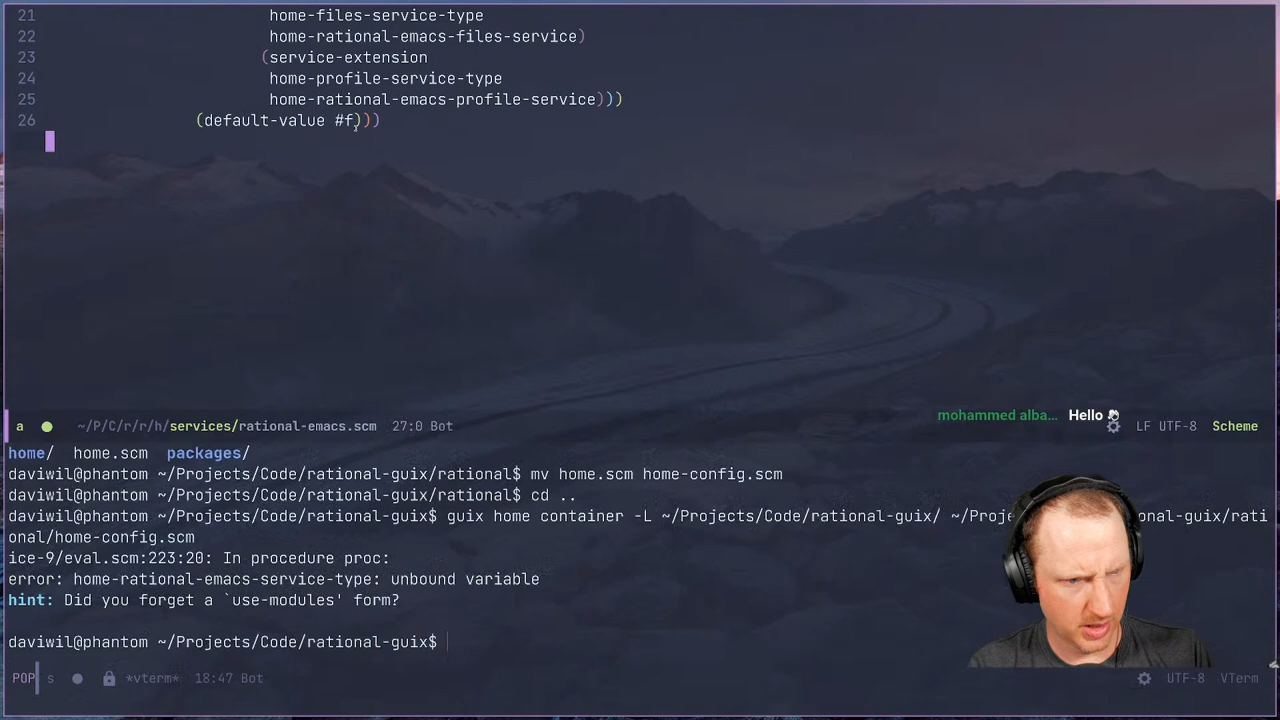 21 home-files-service-type
22 home-rational-emacs-files-service)
23 (service-extension
24 home-profile-service-type
25 home-rational-emacs-profile-service)))
26 (default-value #f)))
mohammed alba... Hello
a ~/P/C/r/r/h/services/rational-emacs.scm 27:0 Bot LF UTF-8 Scheme
home/ home.scm packages/
daviwil@phantom ~/Projects/Code/rational-guix/rational$ mv home.scm home-config.scm
daviwil@phantom ~/Projects/Code/rational-guix/rational$ cd ..
daviwil@phantom ~/Projects/Code/rational-guix$ guix home container -L ~/Projects/Code/rational-guix/ ~/Proje onal-guix/rati
onal/home-config.scm
ice-9/eval.scm:223:20: In procedure proc:
error: home-rational-emacs-service-type: unbound variable
hint: Did you forget a `use-modules' form?
daviwil@phantom ~/Projects/Code/rational-guix$
POP s *vterm* 18:47 Bot UTF-8 VTerm